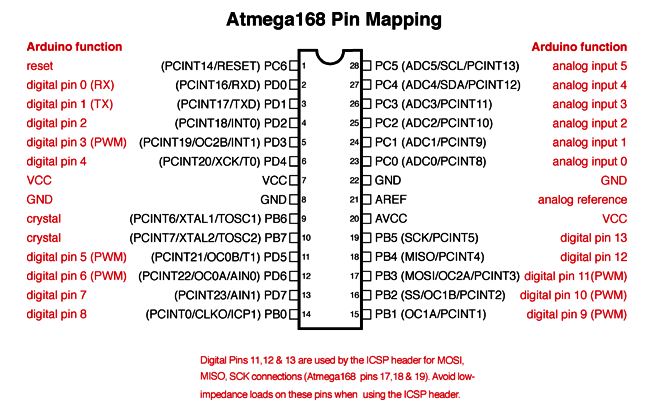 Atmega168 Pin Mapping
Arduino function Arduino function
reset (PCINT14/RESET) PC6 1 28 PC5 (ADC5/SCL/PCINT13) analog input 5
digital pin 0 (RX) (PCINT16/RXD) PD0 2 27 PC4 (ADC4/SDA/PCINT12) analog input 4
digital pin 1 (TX) (PCINT17/TXD) PD1 3 26 PC3 (ADC3/PCINT11) analog input 3
digital pin 2 (PCINT18/INT0) PD2 4 25 PC2 (ADC2/PCINT10) analog input 2
digital pin 3 (PWM) (PCINT19/OC2B/INT1) PD3 5 24 PC1 (ADC1/PCINT9) analog input 1
digital pin 4 (PCINT20/XCK/T0) PD4 6 23 PC0 (ADC0/PCINT8) analog input 0
VCC VCC 7 22 GND GND
GND GND 8 21 AREF analog reference
crystal (PCINT6/XTAL1/TOSC1) PB6 9 20 AVCC VCC
crystal (PCINT7/XTAL2/TOSC2) PB7 10 19 PB5 (SCK/PCINT5) digital pin 13
digital pin 5 (PWM) (PCINT21/OC0B/T1) PD5 11 18 PB4 (MISO/PCINT4) digital pin 12
digital pin 6 (PWM) (PCINT22/OC0A/AIN0) PD6 12 17 PB3 (MOSI/OC2A/PCINT3) digital pin 11(PWM)
digital pin 7 (PCINT23/AIN1) PD7 13 16 PB2 (SS/OC1B/PCINT2) digital pin 10 (PWM)
digital pin 8 (PCINT0/CLKO/ICP1) PB0 14 15 PB1 (OC1A/PCINT1) digital pin 9 (PWM)
Digital Pins 11,12 & 13 are used by the ICSP header for MOSI,
MISO, SCK connections (Atmega168 pins 17,18 & 19). Avoid low-
impedance loads on these pins when using the ICSP header.